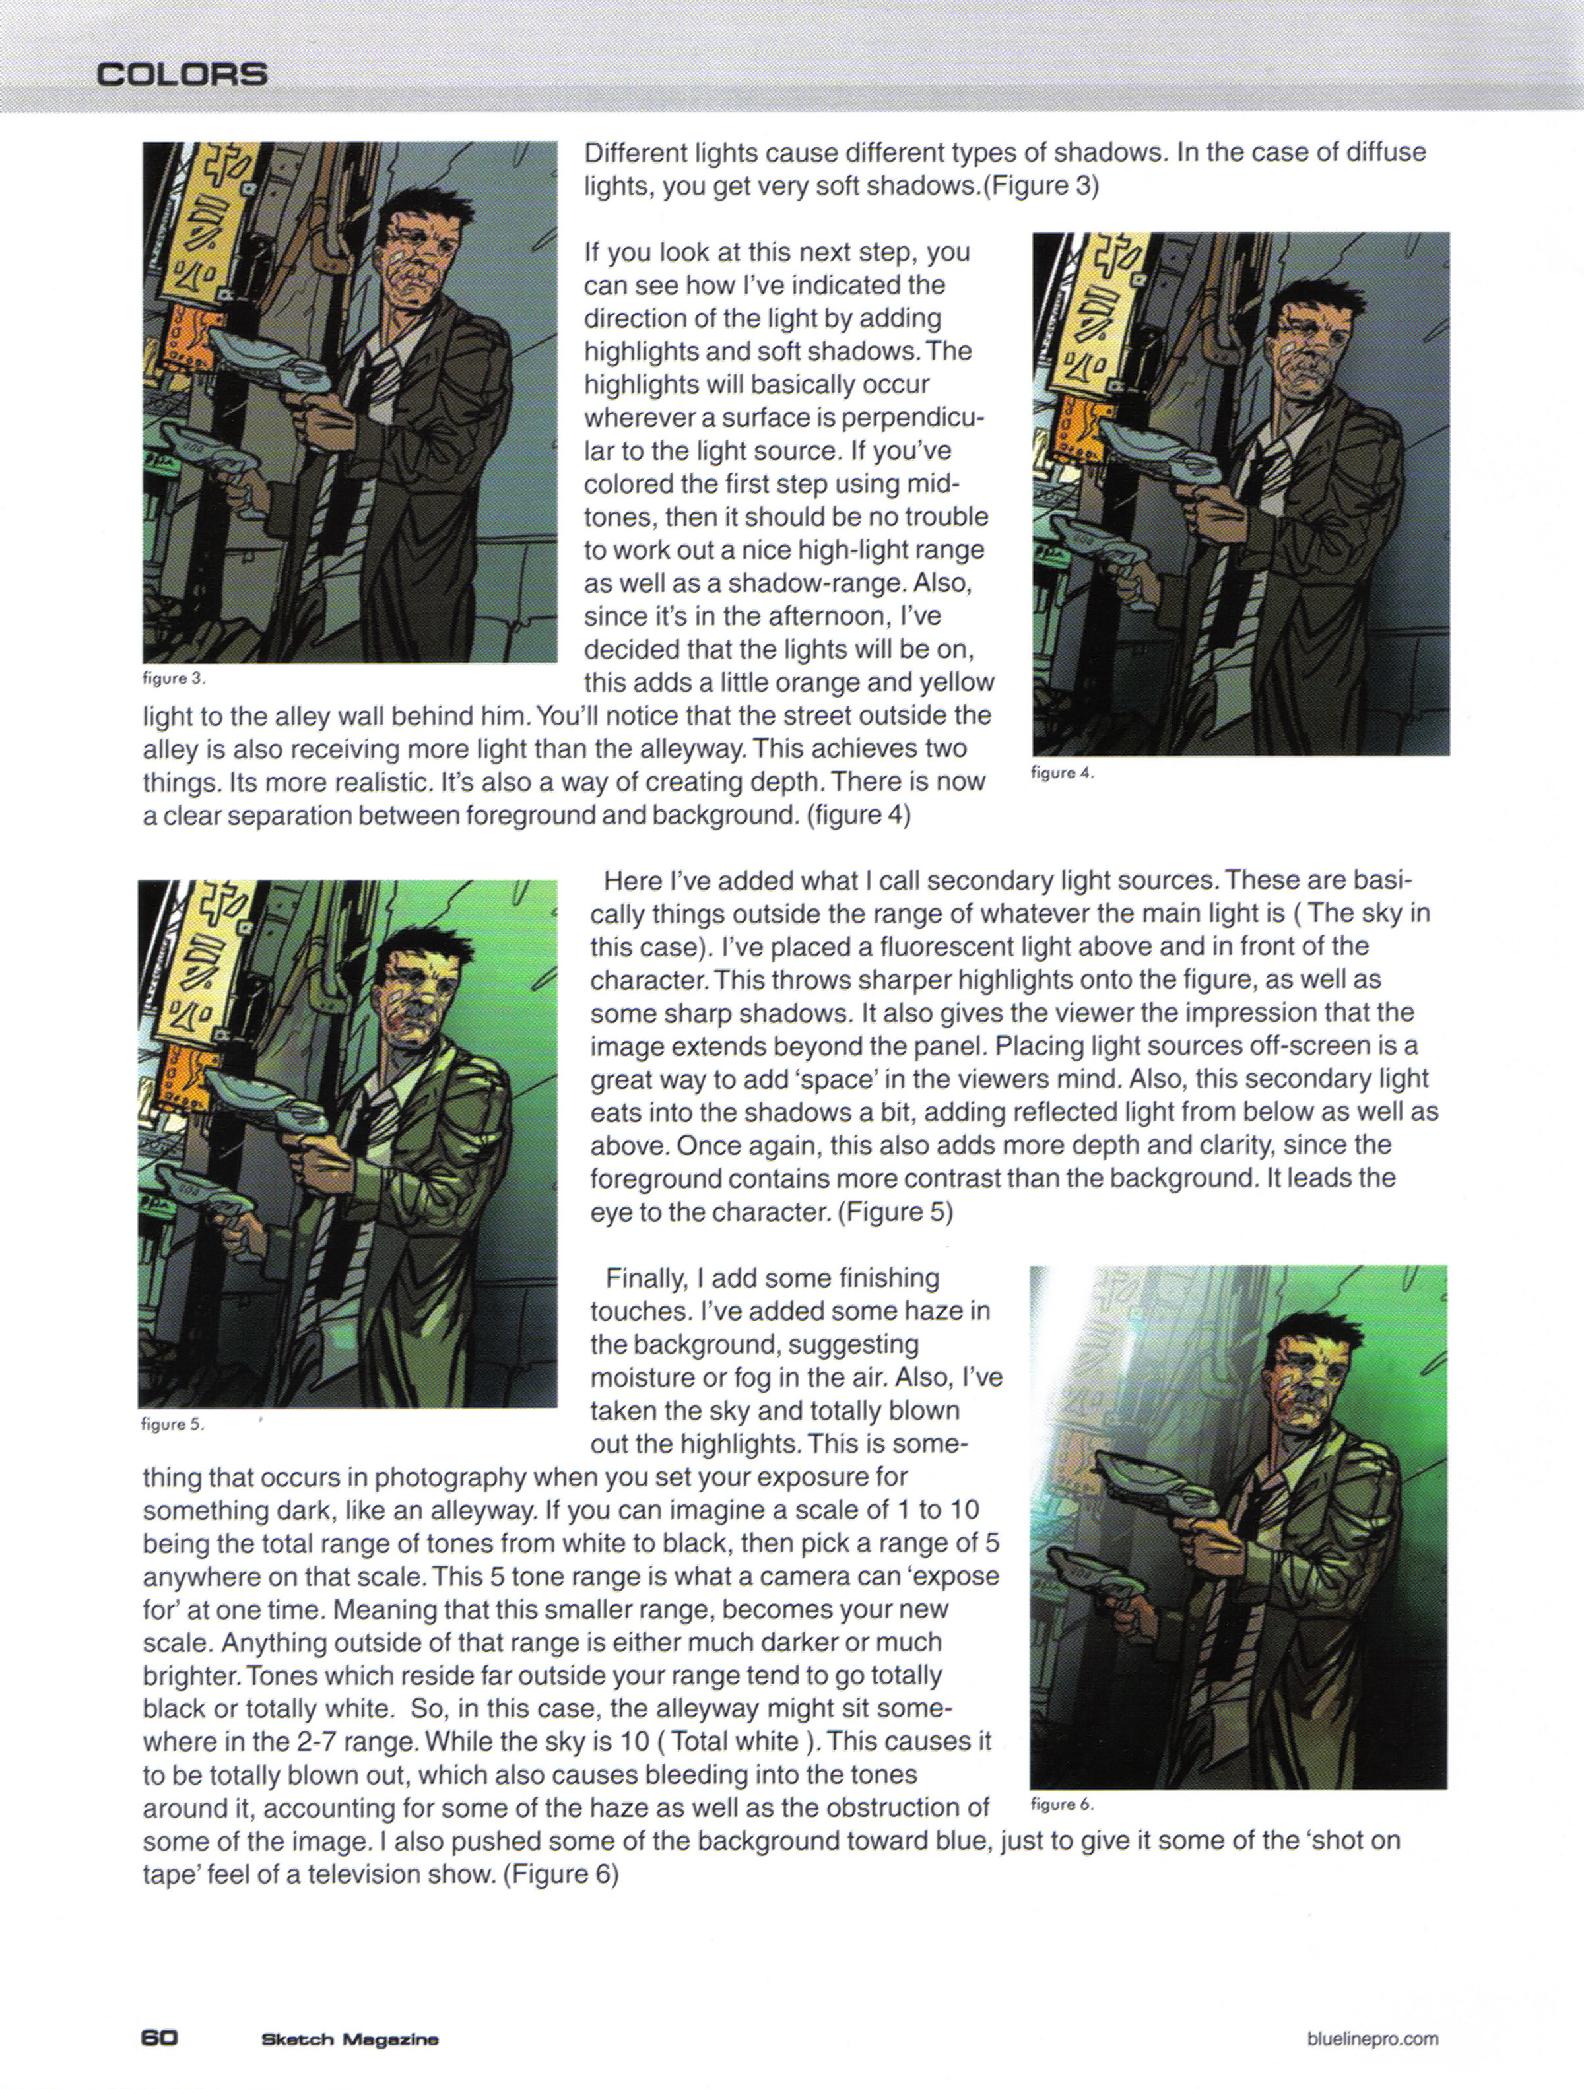 COLORS
Different lights cause different types of shadows. In the case of diffuse
lights, you get very soft shadows.(Figure 3)
If you look at this next step, you
can see how I've indicated the
direction of the light by adding
highlights and soft shadows. The
highlights will basically occur
wherever a surface is perpendicu-
lar to the light source. If you've
colored the first step using mid-
tones, then it should be no trouble
to work out a nice high-light range
as well as a shadow-range. Also,
since it's in the afternoon, I've
decided that the lights will be on,
this adds a little orange and yellow
figure 3.
light to the alley wall behind him. You'll notice that the street outside the
alley is also receiving more light than the alleyway. This achieves two
things. Its more realistic. It's also a way of creating depth. There is now
a clear separation between foreground and background. (figure 4)
figure 4.
Here I've added what I call secondary light sources. These are basi-
cally things outside the range of whatever the main light is ( The sky in
this case). I've placed a fluorescent light above and in front of the
character. This throws sharper highlights onto the figure, as well as
some sharp shadows. It also gives the viewer the impression that the
image extends beyond the panel. Placing light sources off-screen is a
great way to add 'space' in the viewers mind. Also, this secondary light
eats into the shadows a bit, adding reflected light from below as well as
above. Once again, this also adds more depth and clarity, since the
foreground contains more contrast than the background. It leads the
eye to the character. (Figure 5)
figure 5.
Finally, I add some finishing
touches. I've added some haze in
the background, suggesting
moisture or fog in the air. Also, I've
taken the sky and totally blown
out the highlights. This is some-
thing that occurs in photography when you set your exposure for
something dark, like an alleyway. If you can imagine a scale of 1 to 10
being the total range of tones from white to black, then pick a range of 5
anywhere on that scale. This 5 tone range is what a camera can 'expose
for' at one time. Meaning that this smaller range, becomes your new
scale. Anything outside of that range is either much darker or much
brighter. Tones which reside far outside your range tend to go totally
black or totally white.  So, in this case, the alleyway might sit some-
where in the 2-7 range. While the sky is 10 ( Total white ). This causes it
to be totally blown out, which also causes bleeding into the tones
around it, accounting for some of the haze as well as the obstruction of
some of the image. I also pushed some of the background toward blue, just to give it some of the 'shot on
tape' feel of a television show. (Figure 6)
figure 6.
60
Sketch Magazine
bluelinepro.com